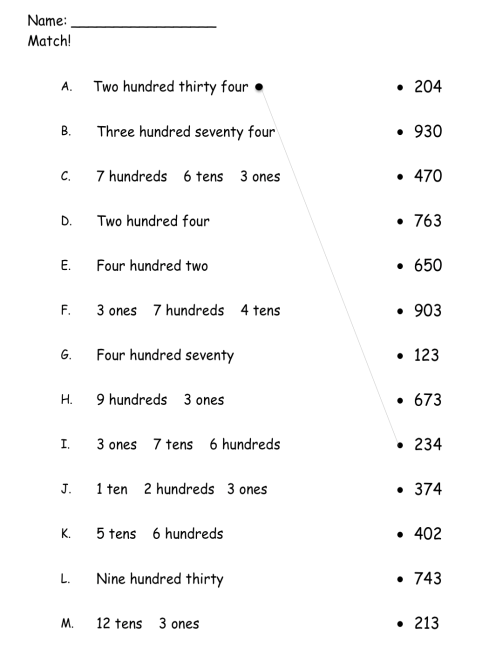 Name: _________________
Match!
A. Two hundred thirty four • • 204
B. Three hundred seventy four • 930
C. 7 hundreds 6 tens 3 ones • 470
D. Two hundred four • 763
E. Four hundred two • 650
F. 3 ones 7 hundreds 4 tens • 903
G. Four hundred seventy • 123
H. 9 hundreds 3 ones • 673
I. 3 ones 7 tens 6 hundreds • 234
J. 1 ten 2 hundreds 3 ones • 374
K. 5 tens 6 hundreds • 402
L. Nine hundred thirty • 743
M. 12 tens 3 ones • 213